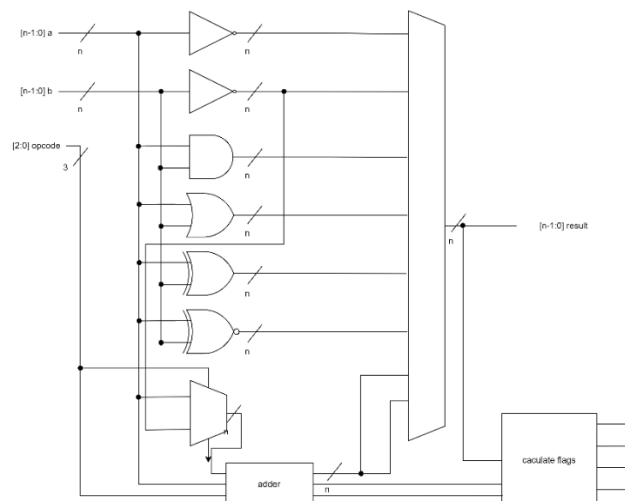 [n-1:0] a
n
n
[n-1:0] b
n
n
[2:0] opcode
3
n
n
n
[n-1:0] result
n
n
n
caculate flags
adder
n